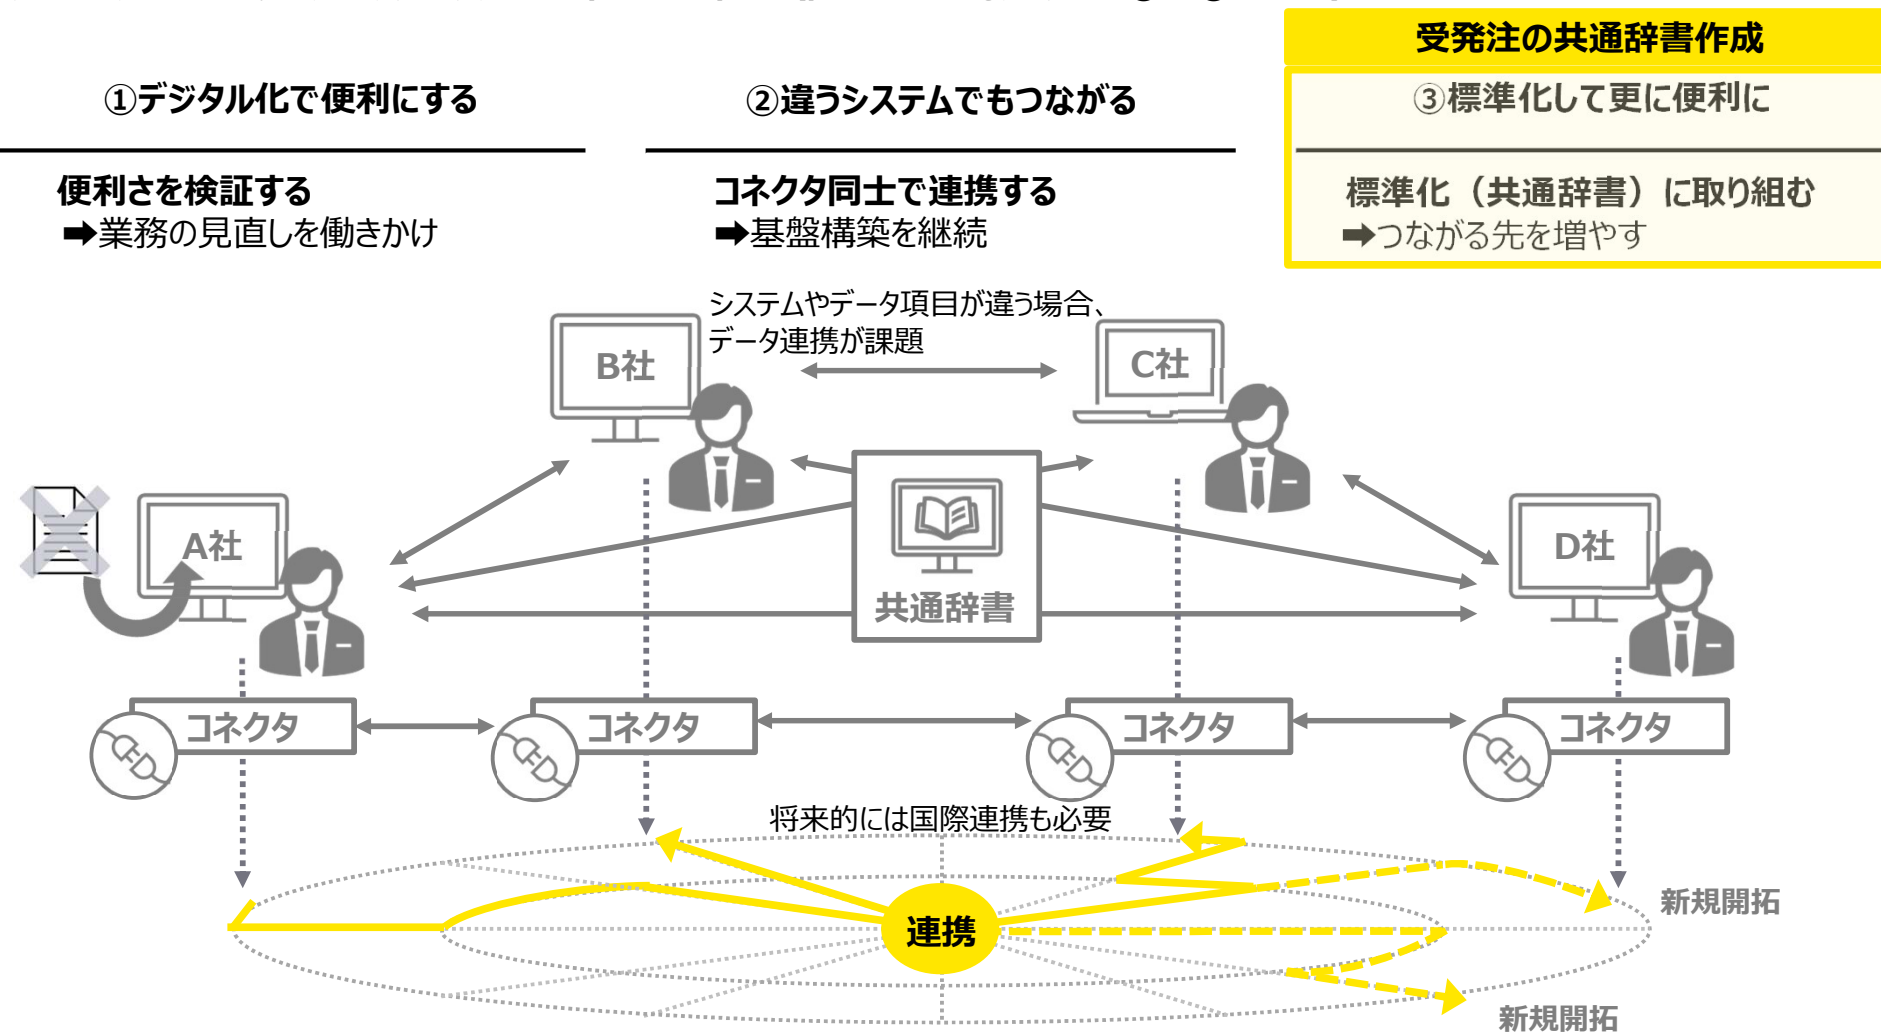 受発注の共通辞書作成
①デジタル化で便利にする
②違うシステムでもつながる
③標準化して更に便利に
便利さを検証する
➡業務の見直しを働きかけ
コネクタ同士で連携する
➡基盤構築を継続
標準化（共通辞書）に取り組む
➡つながる先を増やす
システムやデータ項目が違う場合、
データ連携が課題
B社
C社
A社
D社
共通辞書
コネクタ
コネクタ
コネクタ
コネクタ
将来的には国際連携も必要
連携
新規開拓
新規開拓